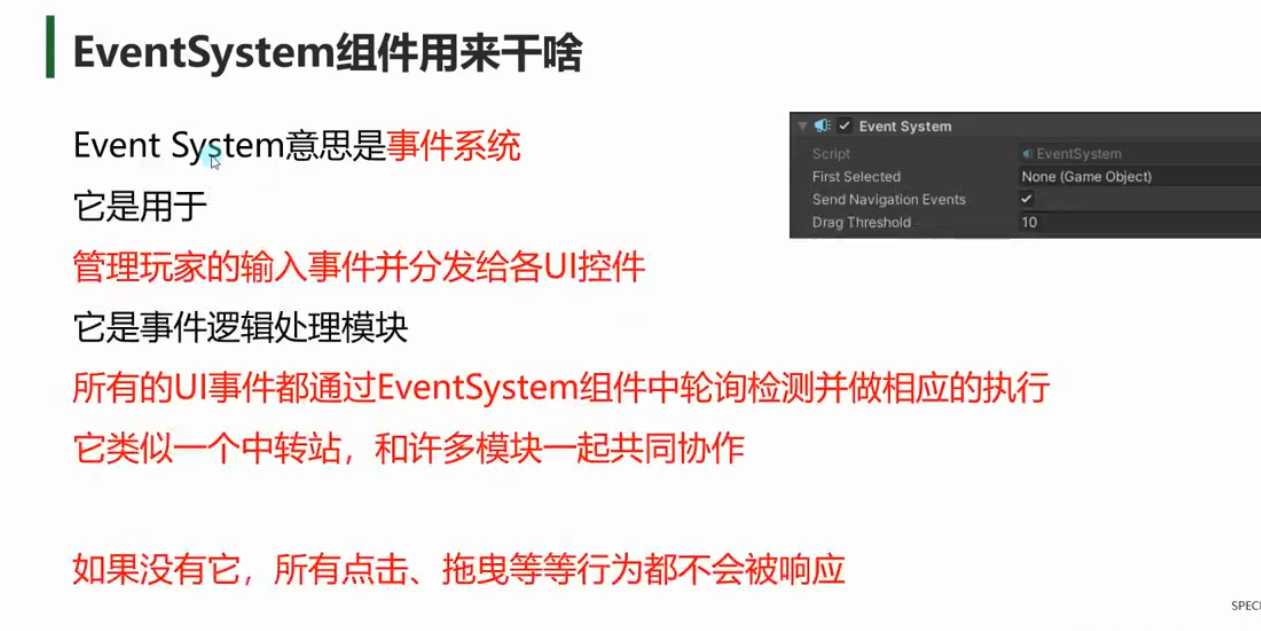 EventSystem组件用来干啥
Event System意思是事件系统
它是用于
管理玩家的输入事件并分发给各UI控件
它是事件逻辑处理模块
所有的UI事件都通过EventSystem组件中轮询检测并做相应的执行
它类似一个中转站，和许多模块一起共同协作
如果没有它，所有点击、拖曳等等行为都不会被响应
Event System
Script EventSystem
First Selected None (Game Object)
Send Navigation Events
Drag Threshold 10
SPECI